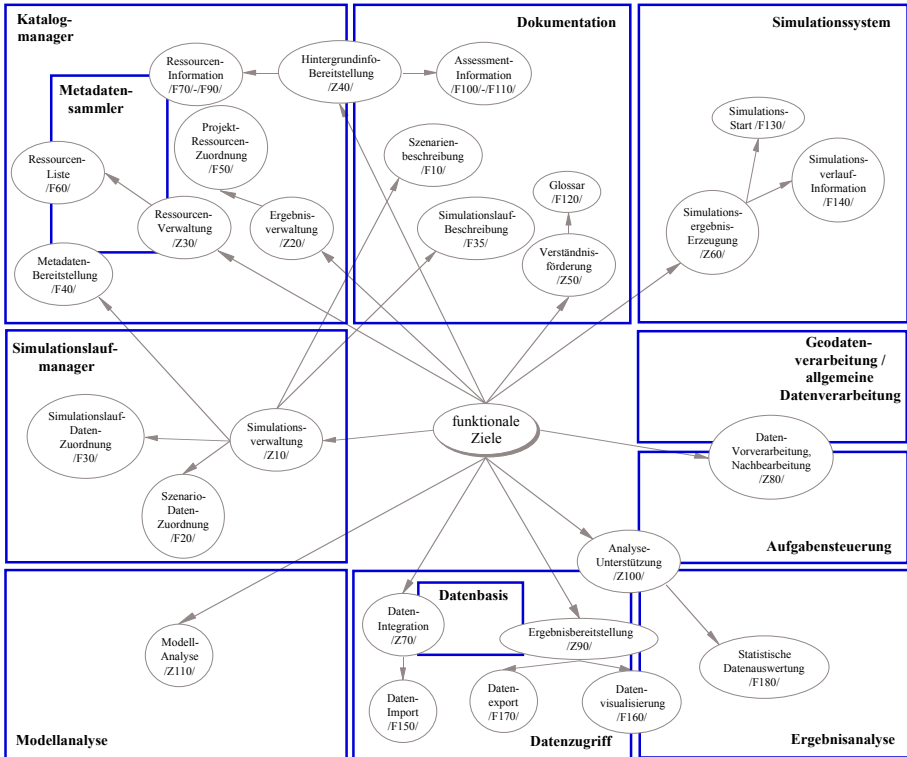 Katalog-
manager
Metadaten-
sammler
Ressourcen-
Information
/F70/-/F90/
Projekt-
Ressourcen-
Zuordnung
/F50/
Ressourcen-
Liste
/F60/
Ressourcen-
Verwaltung
/Z30/
Ergebnis-
verwaltung
/Z20/
Metadaten-
Bereitstellung
/F40/
Dokumentation
Hintergrundinfo-
Bereitstellung
/Z40/
Assessment-
Information
/F100/-/F110/
Szenarien-
beschreibung
/F10/
Simulationslauf-
Beschreibung
/F35/
Glossar
/F120/
Verständnis-
förderung
/Z50/
Simulationssystem
Simulations-
Start /F130/
Simulations-
verlauf-
Information
/F140/
Simulations-
ergebnis-
Erzeugung
/Z60/
Simulationslauf-
manager
Simulationslauf-
Daten-
Zuordnung
/F30/
Simulations-
verwaltung
/Z10/
Szenario-
Daten-
Zuordnung
/F20/
funktionale
Ziele
Geodaten-
verarbeitung /
allgemeine
Datenverarbeitung
Daten-
Vorverarbeitung,
Nachbearbeitung
/Z80/
Aufgabensteuerung
Analyse-
Unterstützung
/Z100/
Modell-
Analyse
/Z110/
Modellanalyse
Datenbasis
Daten-
Integration
/Z70/
Ergebnisbereitstellung
/Z90/
Daten-
Import
/F150/
Daten-
export
/F170/
Daten-
visualisierung
/F160/
Datenzugriff
Statistische
Datenauswertung
/F180/
Ergebnisanalyse